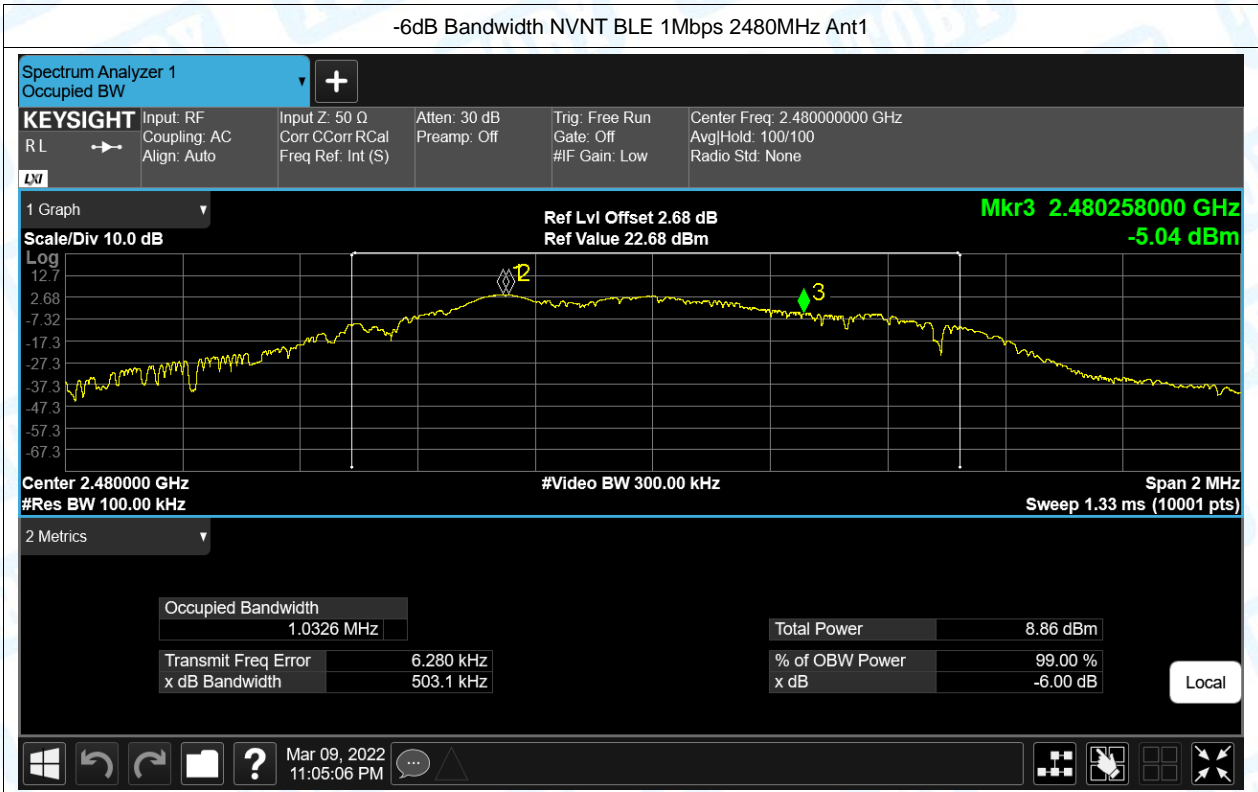 -6dB Bandwidth NVNT BLE 1Mbps 2480MHz Ant1
Spectrum Analyzer 1
Occupied BW
+
KEYSIGHT Input: RF Input Z: 50 Ω Atten: 30 dB Trig: Free Run Center Freq: 2.480000000 GHz
RL Coupling: AC Corr CCorr RCal Preamp: Off Gate: Off Avg|Hold: 100/100
Align: Auto Freq Ref: Int (S) #IF Gain: Low Radio Std: None
LXI
1 Graph Ref Lvl Offset 2.68 dB Mkr3 2.480258000 GHz
Scale/Div 10.0 dB Ref Value 22.68 dBm -5.04 dBm
Log
12.7
2.68
-7.32
-17.3
-27.3
-37.3
-47.3
-57.3
-67.3
1 2
3
Center 2.480000 GHz #Video BW 300.00 kHz Span 2 MHz
#Res BW 100.00 kHz Sweep 1.33 ms (10001 pts)
2 Metrics
Occupied Bandwidth
1.0326 MHz Total Power 8.86 dBm
Transmit Freq Error 6.280 kHz % of OBW Power 99.00 %
x dB Bandwidth 503.1 kHz x dB -6.00 dB
Local
? Mar 09, 2022
11:05:06 PM